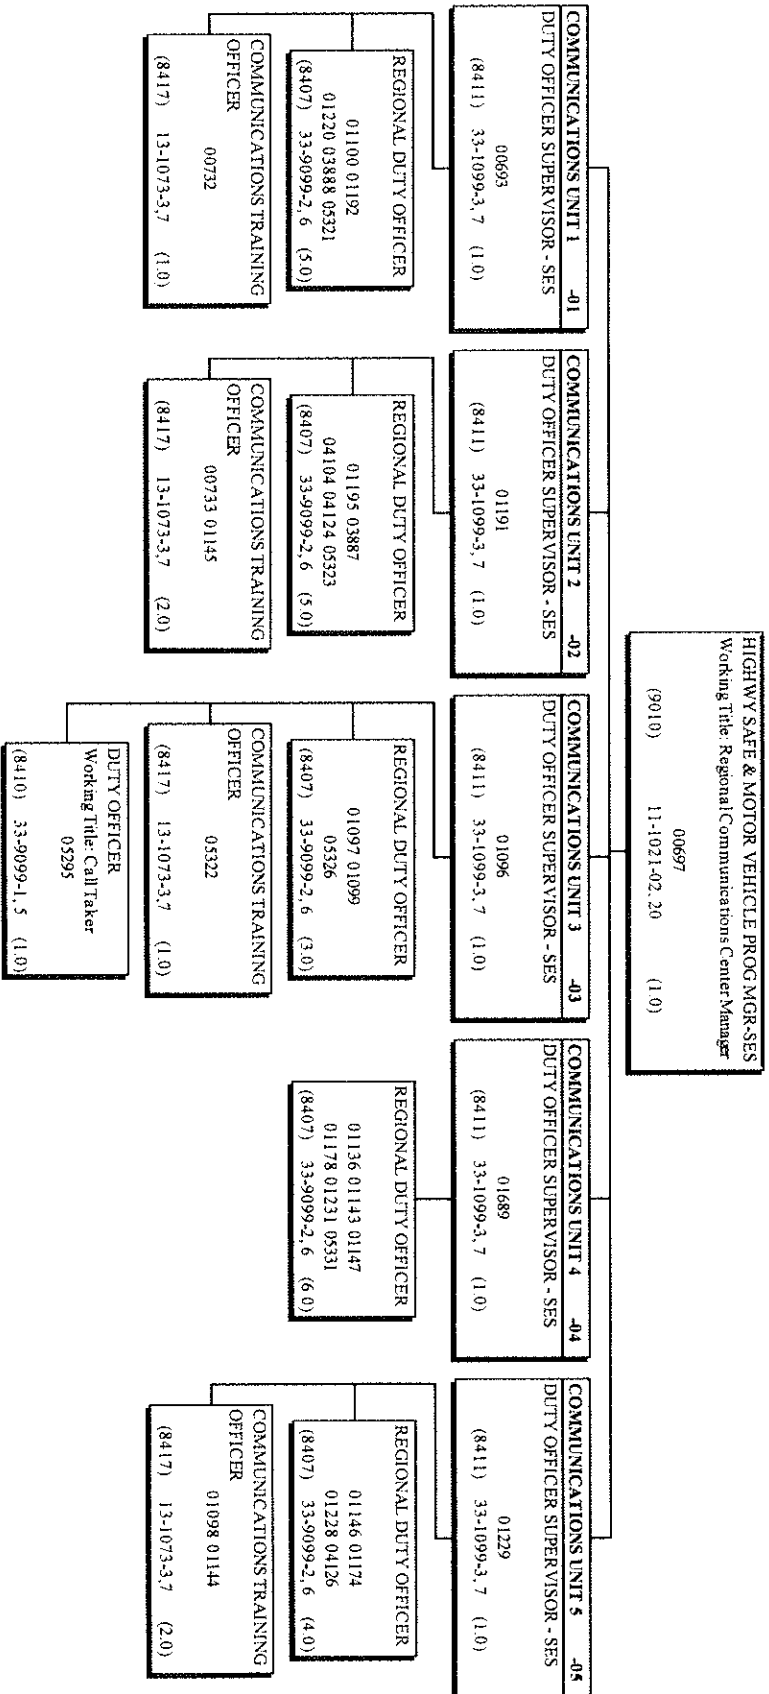 HIGHWY SAFE & MOTOR VEHICLE PROG MGR-SES
Working Title: Regional Communications Center Manager
00697
(9010) 11-1021-02, 20 (1.0)
COMMUNICATIONS UNIT 1 -01
DUTY OFFICER SUPERVISOR - SES
00693
(8411) 33-1099-3, 7 (1.0)
REGIONAL DUTY OFFICER
01100 01192
01220 03888 05321
(8407) 33-9099-2, 6 (5.0)
COMMUNICATIONS TRAINING
OFFICER
00732
(8417) 13-1073-3,7 (1.0)
COMMUNICATIONS UNIT 2 -02
DUTY OFFICER SUPERVISOR - SES
01191
(8411) 33-1099-3, 7 (1.0)
REGIONAL DUTY OFFICER
01195 03887
04104 04124 05323
(8407) 33-9099-2, 6 (5.0)
COMMUNICATIONS TRAINING
OFFICER
00733 01145
(8417) 13-1073-3,7 (2.0)
COMMUNICATIONS UNIT 3 -03
DUTY OFFICER SUPERVISOR - SES
01096
(8411) 33-1099-3, 7 (1.0)
REGIONAL DUTY OFFICER
01097 01099
05326
(8407) 33-9099-2, 6 (3.0)
COMMUNICATIONS TRAINING
OFFICER
05322
(8417) 13-1073-3,7 (1.0)
DUTY OFFICER
Working Title: Call Taker
05295
(8410) 33-9099-1, 5 (1.0)
COMMUNICATIONS UNIT 4 -04
DUTY OFFICER SUPERVISOR - SES
01689
(8411) 33-1099-3, 7 (1.0)
REGIONAL DUTY OFFICER
01136 01143 01147
01178 01231 05331
(8407) 33-9099-2, 6 (6.0)
COMMUNICATIONS UNIT 5 -05
DUTY OFFICER SUPERVISOR - SES
01229
(8411) 33-1099-3, 7 (1.0)
REGIONAL DUTY OFFICER
01146 01174
01228 04126
(8407) 33-9099-2, 6 (4.0)
COMMUNICATIONS TRAINING
OFFICER
01098 01144
(8417) 13-1073-3,7 (2.0)